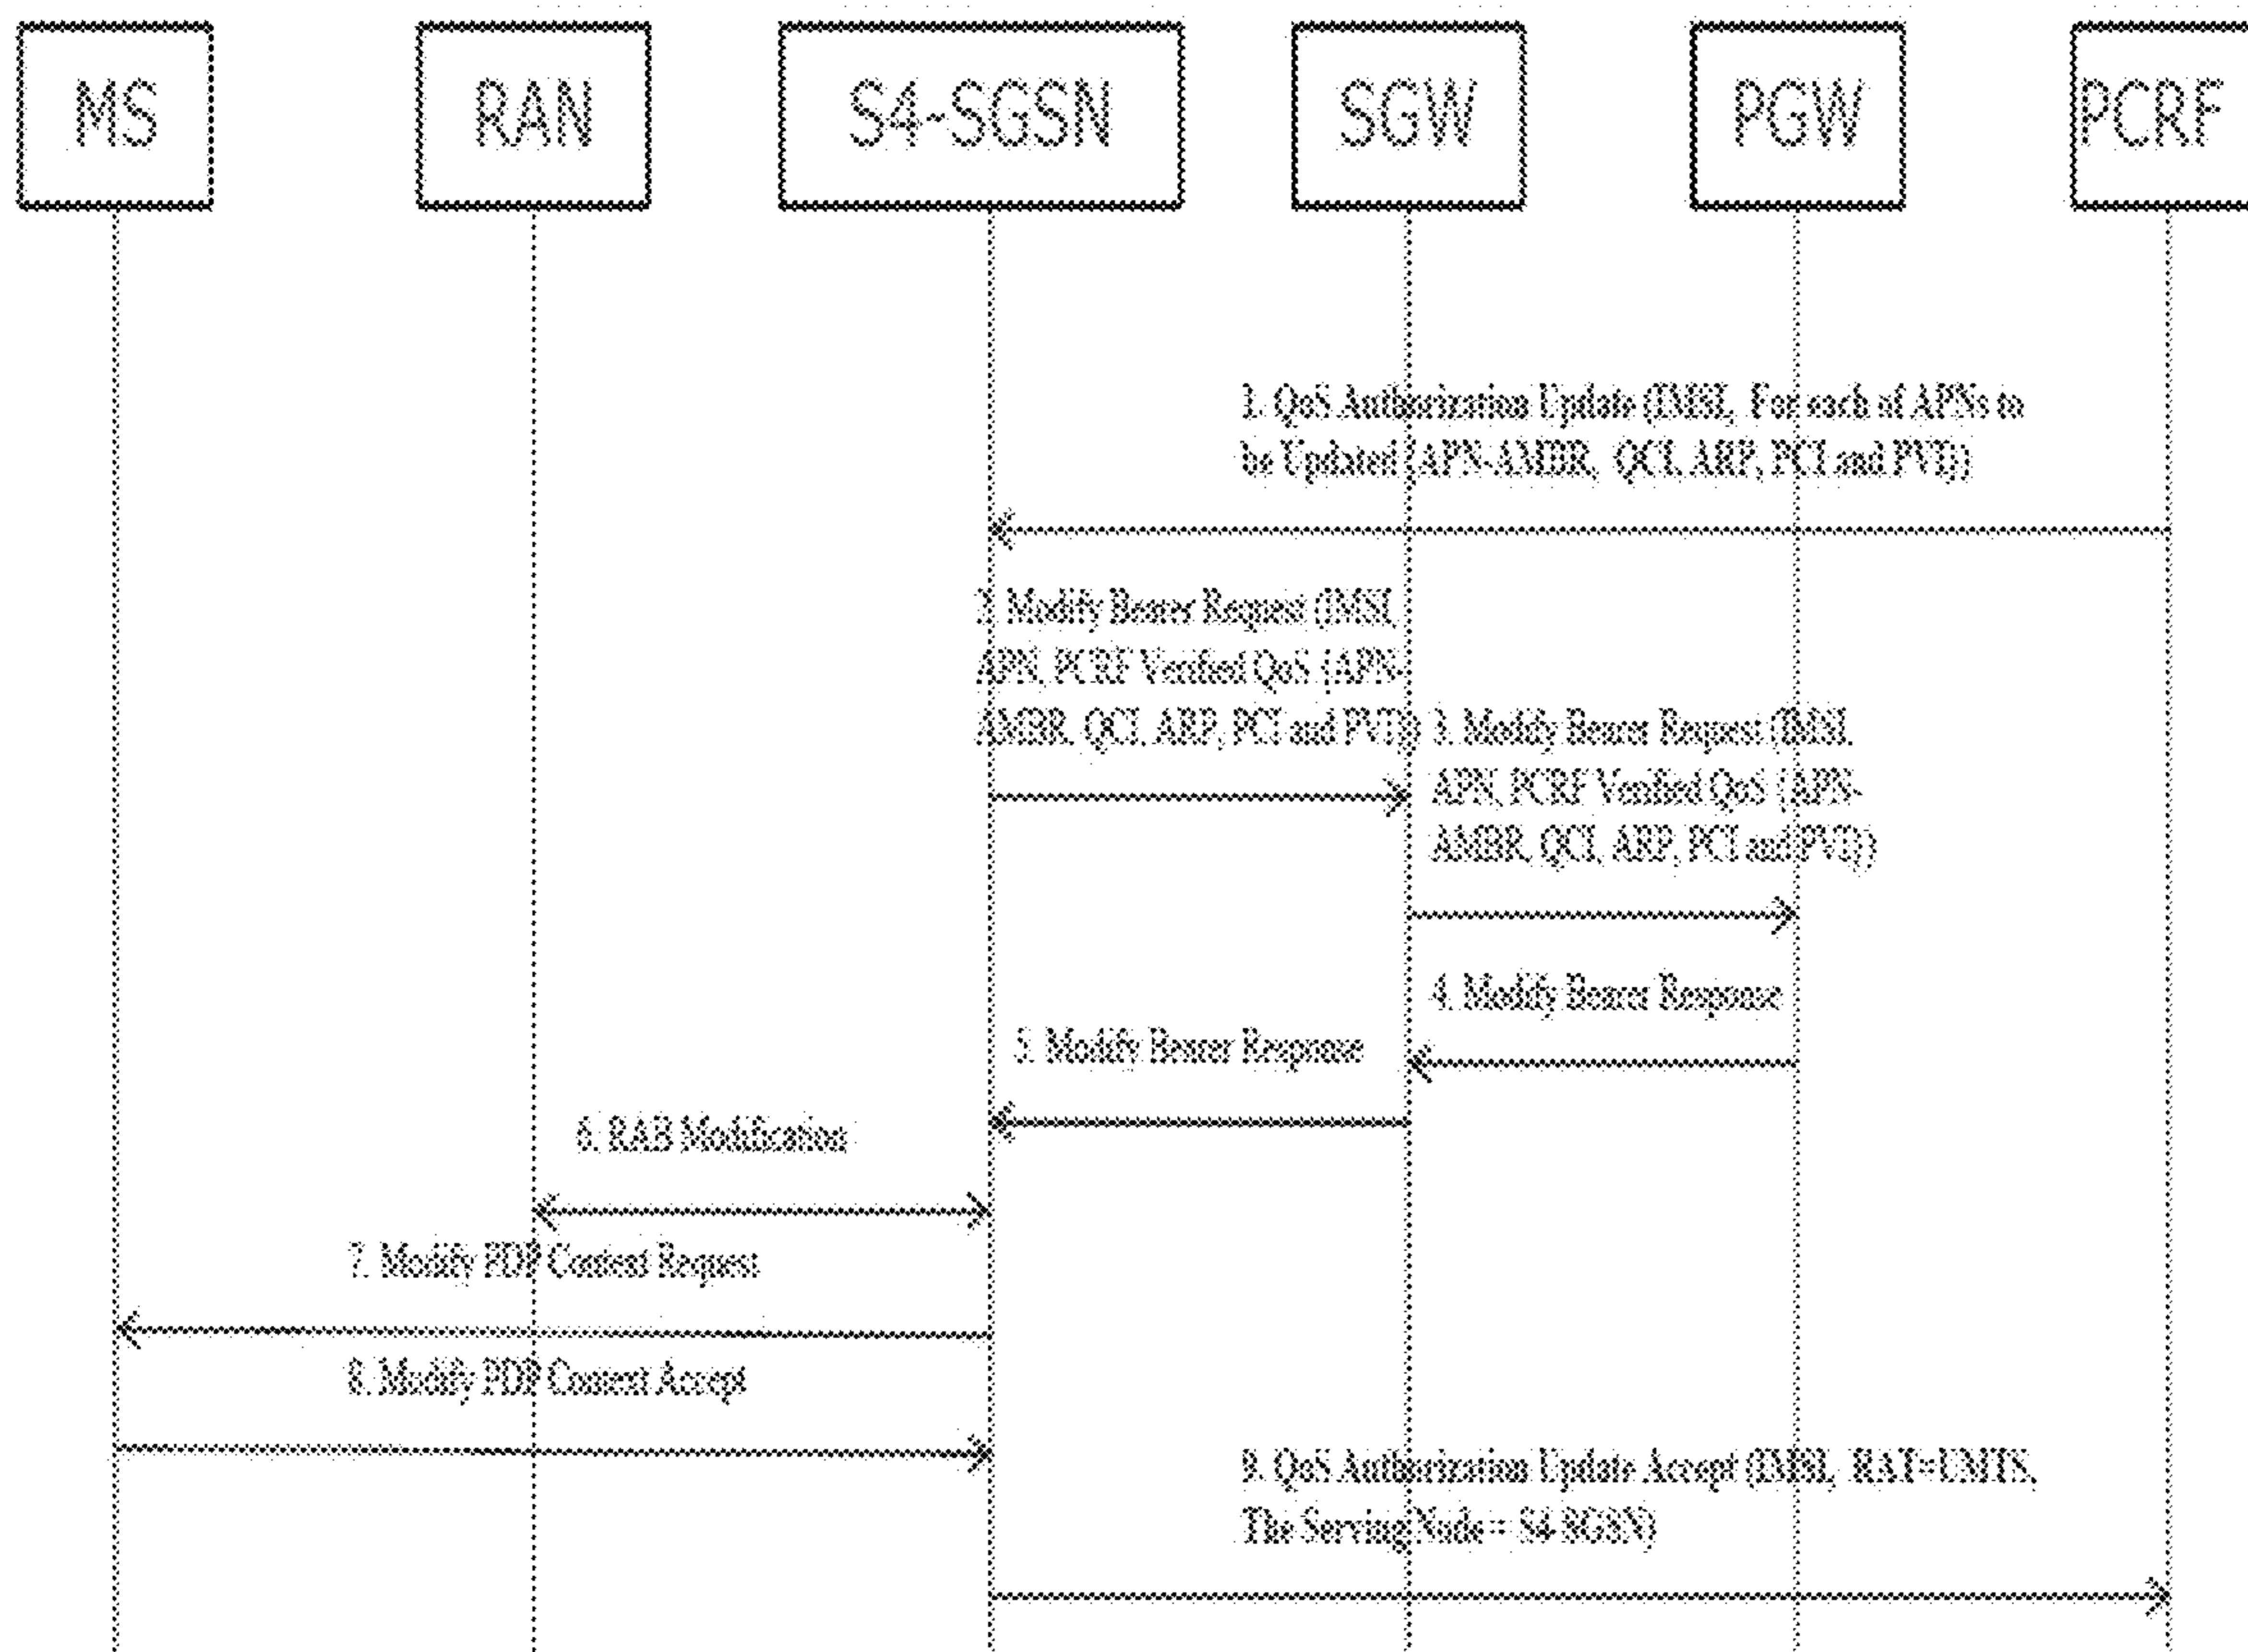 MS
RAN
S4-SGSN
SGW
PGW
PCRF
1. QoS Authorization Update (IMSI, For each of APNs to
be Updated {APN-AMBR, QCI, ARP, PCI and PVI})
2. Modify Bearer Request (IMSI,
APN, PCRF Verified QoS {APN-
AMBR, QCI, ARP, PCI and PVI})
3. Modify Bearer Request (IMSI,
APN, PCRF Verified QoS {APN-
AMBR, QCI, ARP, PCI and PVI})
4. Modify Bearer Response
5. Modify Bearer Response
6. RAB Modification
7. Modify PDP Context Request
8. Modify PDP Context Accept
9. QoS Authorization Update Accept (IMSI, RAT=UMTS,
The Serving Node = S4-SGSN)